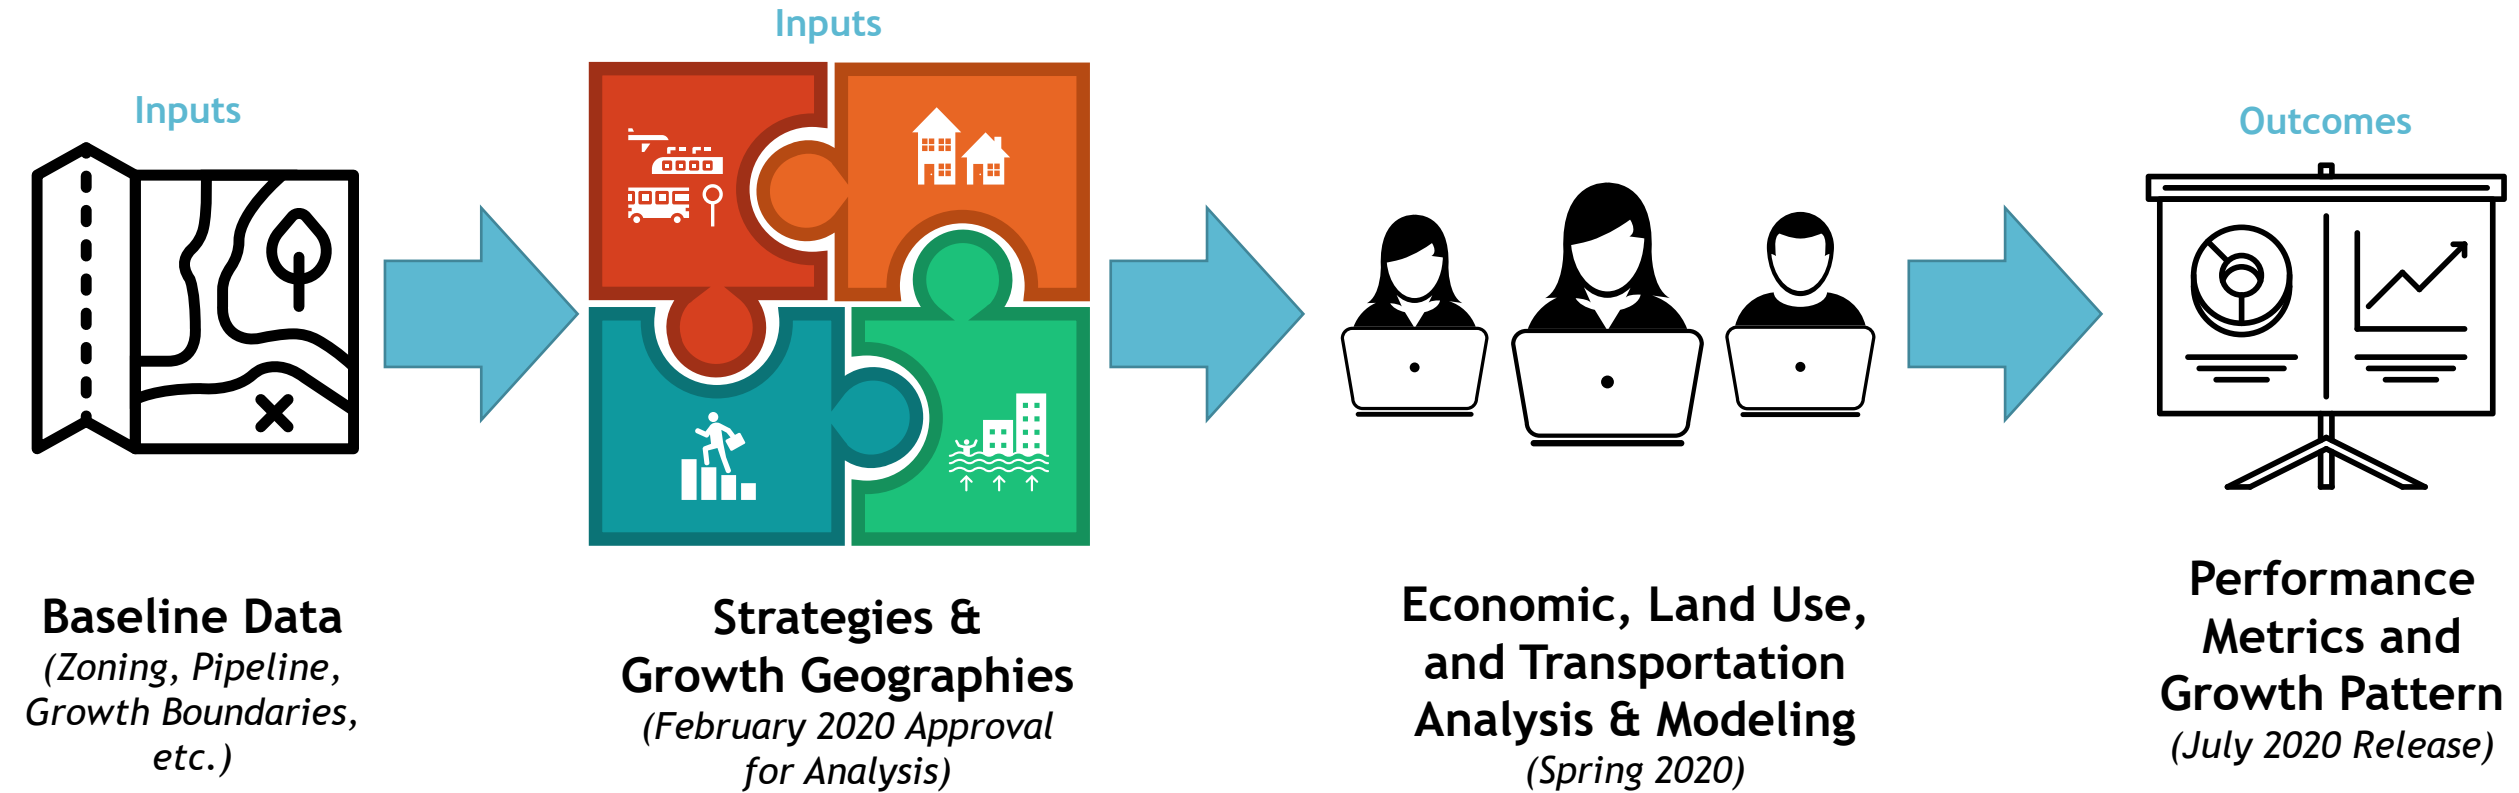 Inputs
Baseline Data
(Zoning, Pipeline,
Growth Boundaries,
etc.)
Inputs
Strategies &
Growth Geographies
(February 2020 Approval
for Analysis)
Economic, Land Use,
and Transportation
Analysis & Modeling
(Spring 2020)
Outcomes
Performance
Metrics and
Growth Pattern
(July 2020 Release)